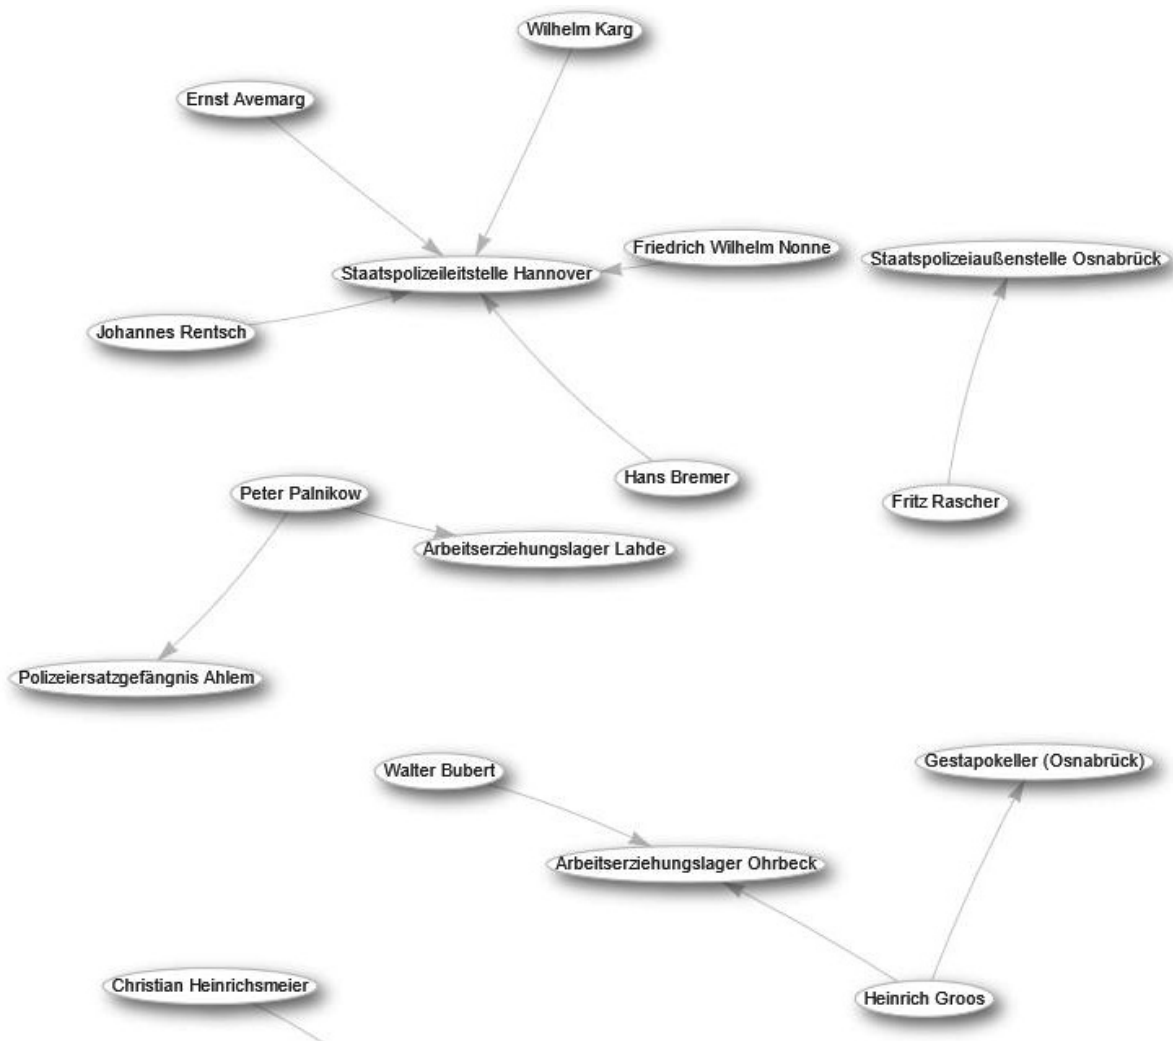 Wilhelm Karg
Ernst Avemarg
Friedrich Wilhelm Nonne
Staatspolizeiaußenstelle Osnabrück
Staatspolizeileitstelle Hannover
Johannes Rentsch
Hans Bremer
Peter Palnikow
Fritz Rascher
Arbeitserziehungslager Lahde
Polizeiersatzgefängnis Ahlem
Gestapokeller (Osnabrück)
Walter Bubert
Arbeitserziehungslager Ohrbeck
Christian Heinrichsmeier
Heinrich Groos